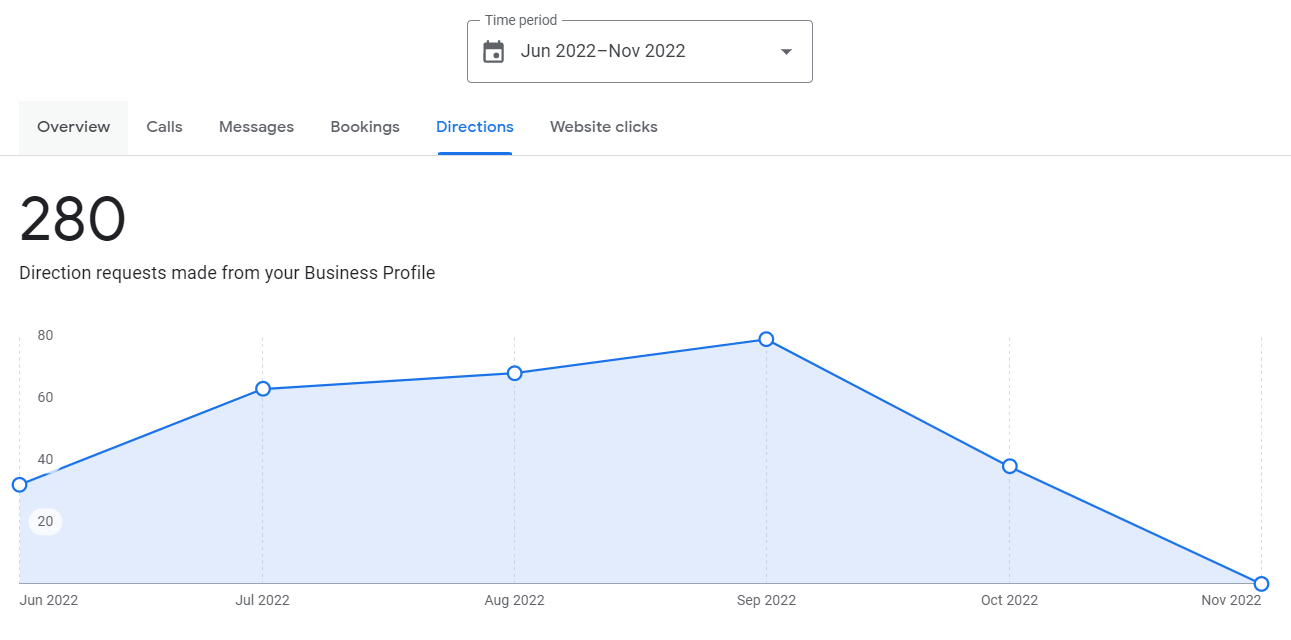 Time period
Jun 2022–Nov 2022
Overview Calls Messages Bookings Directions Website clicks
280
Direction requests made from your Business Profile
80
60
40
20
Jun 2022 Jul 2022 Aug 2022 Sep 2022 Oct 2022 Nov 2022